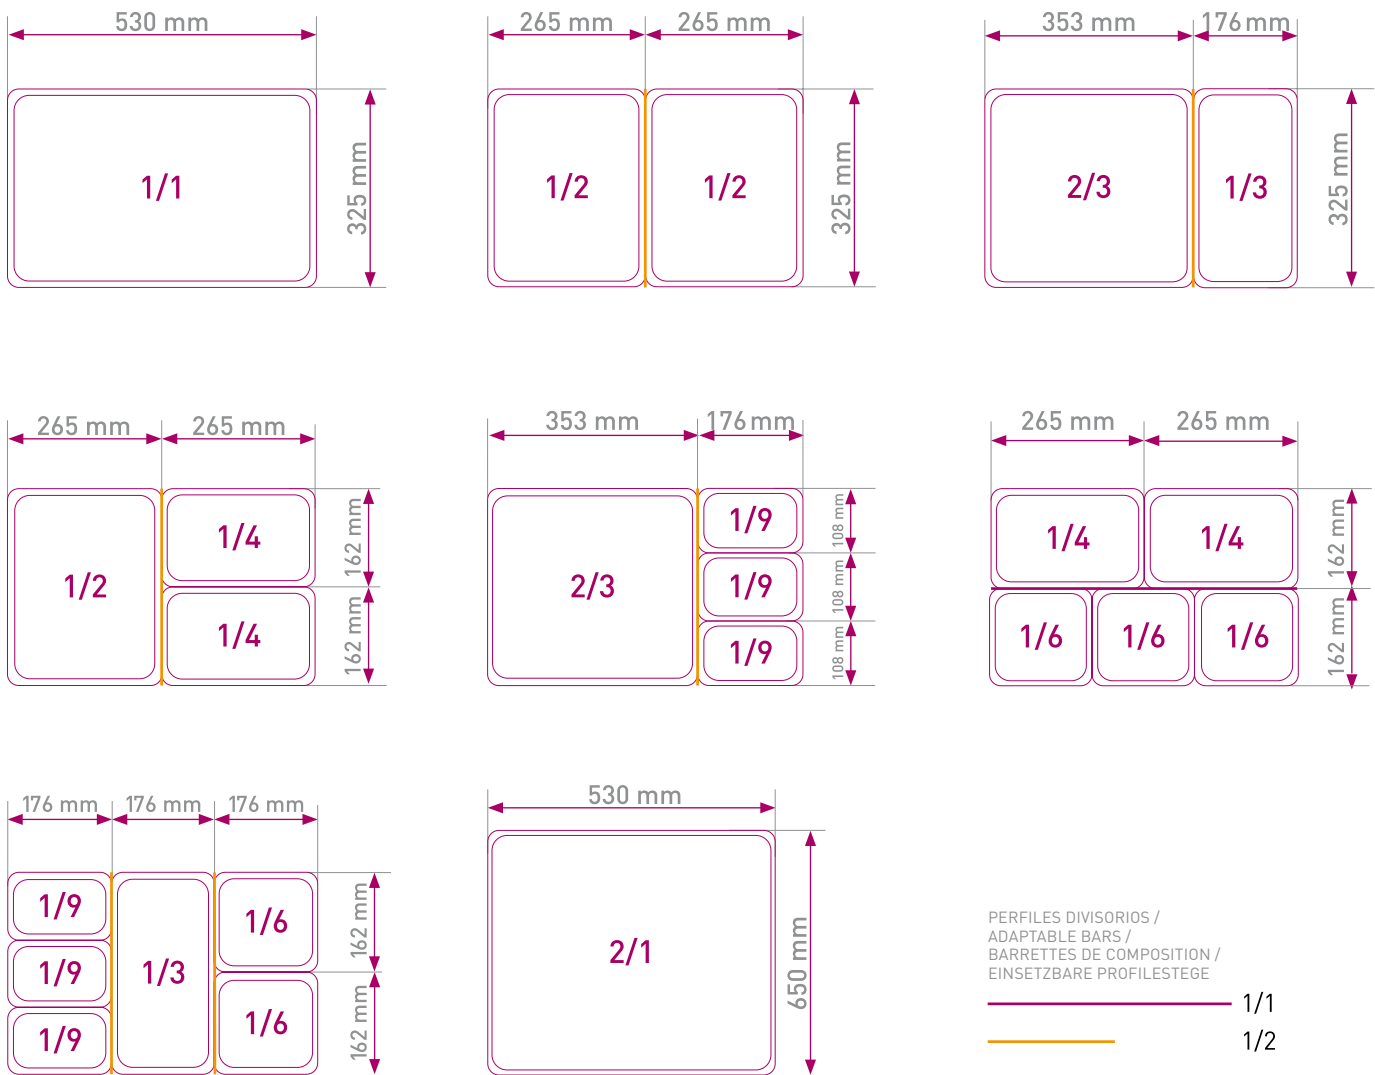 530 mm
325 mm
1/1
265 mm 265 mm
325 mm
1/2 1/2
353 mm 176 mm
325 mm
2/3 1/3
265 mm 265 mm
162 mm
162 mm
1/2
1/4
1/4
353 mm 176 mm
108 mm
108 mm
108 mm
2/3
1/9
1/9
1/9
265 mm 265 mm
162 mm
162 mm
1/4 1/4
1/6 1/6 1/6
176 mm 176 mm 176 mm
162 mm
162 mm
1/9
1/9
1/9
1/3
1/6
1/6
530 mm
650 mm
2/1
PERFILES DIVISORIOS /
ADAPTABLE BARS /
BARRETTES DE COMPOSITION /
EINSETZBARE PROFILESTEGE
1/1
1/2